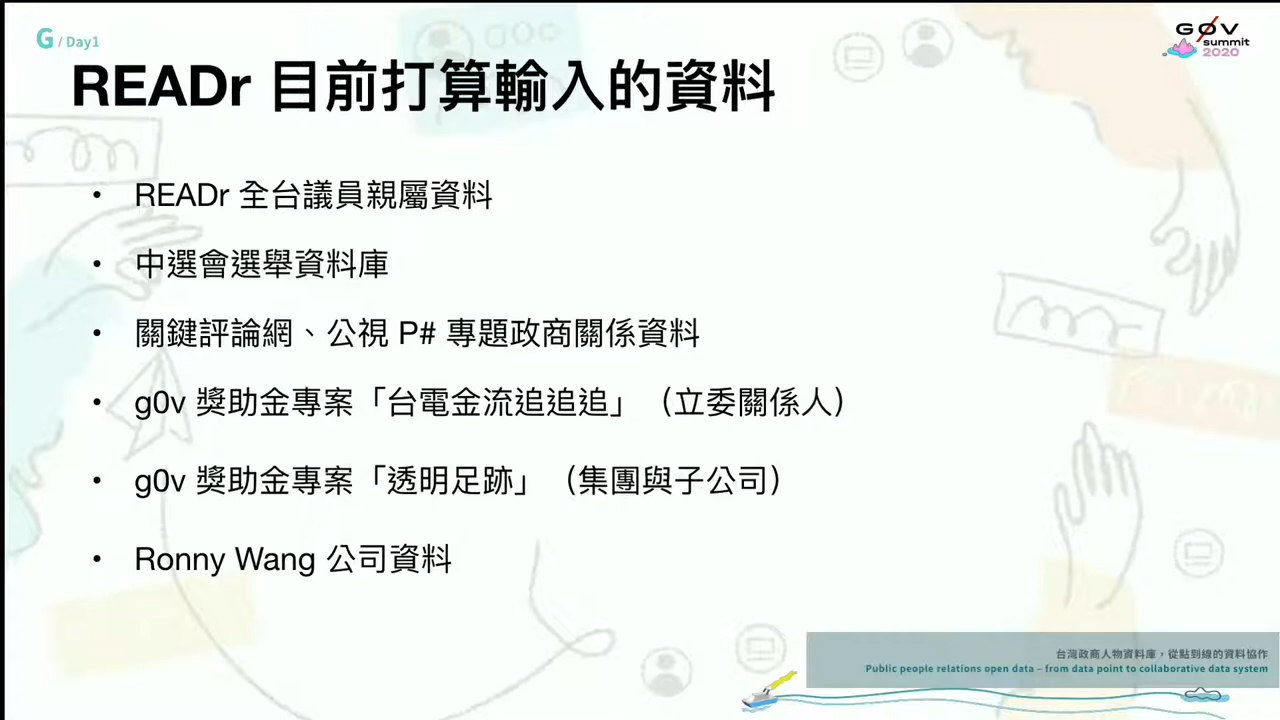 G / Day1
G0V
summit
2020
READr 目前打算輸入的資料
• READr 全台議員親屬資料
• 中選會選舉資料庫
• 關鍵評論網、公視 P# 專題政商關係資料
• g0v 獎助金專案「台電金流追追追」（立委關係人）
• g0v 獎助金專案「透明足跡」（集團與子公司）
• Ronny Wang 公司資料
台灣政商人物資料庫，從點到線的資料協作
Public people relations open data – from data point to collaborative data system